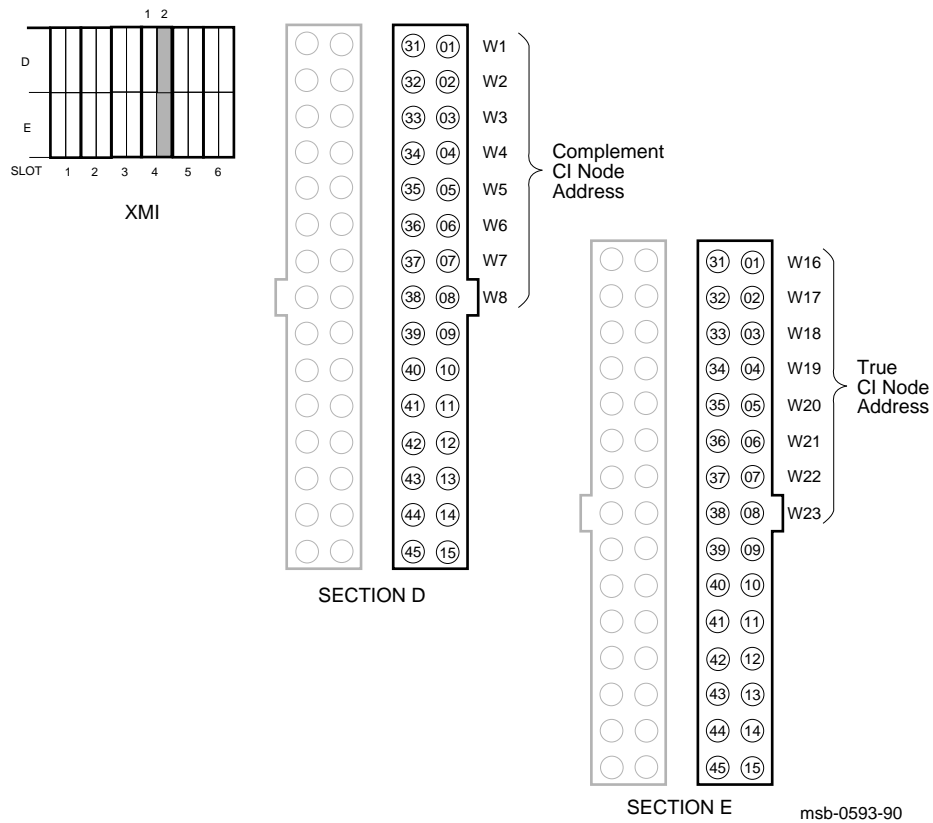 1 2
D
E
SLOT 1 2 3 4 5 6
XMI
31 01 W1
32 02 W2
33 03 W3
34 04 W4
35 05 W5
36 06 W6
37 07 W7
38 08 W8
39 09
40 10
41 11
42 12
43 13
44 14
45 15
Complement
CI Node
Address
SECTION D
31 01 W16
32 02 W17
33 03 W18
34 04 W19
35 05 W20
36 06 W21
37 07 W22
38 08 W23
39 09
40 10
41 11
42 12
43 13
44 14
45 15
True
CI Node
Address
SECTION E
msb-0593-90